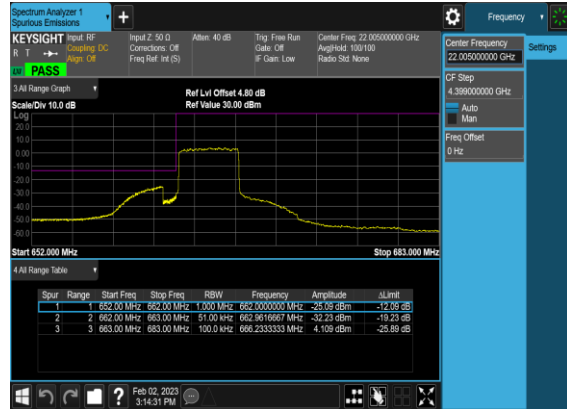 Spectrum Analyzer 1
Spurious Emissions
+
Frequency
KEYSIGHT
R T
LW PASS
Input: RF
Coupling: DC
Align: Off
Input Z: 50 Ω
Corrections: Off
Freq Ref: Int (S)
Atten: 40 dB
Trig: Free Run
Gate: Off
IF Gain: Low
Center Freq: 22.005000000 GHz
Avg|Hold: 100/100
Radio Std: None
Center Frequency
22.005000000 GHz
Settings
CF Step
4.399000000 GHz
Auto
Man
Freq Offset
0 Hz
3 All Range Graph
Scale/Div 10.0 dB
Ref Lvl Offset 4.80 dB
Ref Value 30.00 dBm
Log
20.0
10.0
0.00
-10.0
-20.0
-30.0
-40.0
-50.0
-60.0
Start 652.000 MHz
Stop 683.000 MHz
4 All Range Table
Spur Range Start Freq Stop Freq RBW Frequency Amplitude ΔLimit
1 1 652.00 MHz 662.00 MHz 1.000 MHz 662.0000000 MHz -25.09 dBm -12.09 dB
2 2 662.00 MHz 663.00 MHz 51.00 kHz 662.9616667 MHz -32.23 dBm -19.23 dB
3 3 663.00 MHz 683.00 MHz 100.0 kHz 666.2333333 MHz 4.109 dBm -25.89 dB
?
Feb 02, 2023
3:14:31 PM